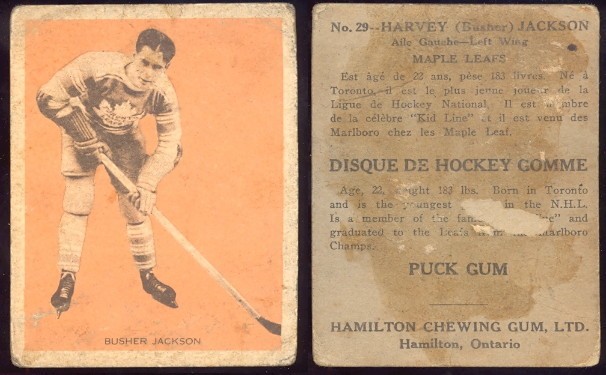 BUSHER JACKSON
No. 29--HARVEY (Busher) JACKSON
Aile Gauche--Left Wing
MAPLE LEAFS
Est âgé de 22 ans, pèse 183 livres. Né à
Toronto, il est le plus jeune joueur de la
Ligue de Hockey National. Il est de la célèbre "Kid Line" et il est venu des
Marlboro chez les Maple Leaf.
DISQUE DE HOCKEY GOMME
Age, 22, 183 lbs. Born in Toronto
and is the youngest in the N.H.L.
Is a member of the and
graduated to the Leafs Marlboro
Champs.
PUCK GUM
HAMILTON CHEWING GUM, LTD.
Hamilton, Ontario